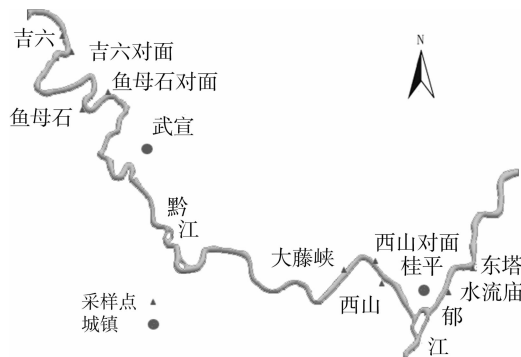 吉六
N
吉六对面
鱼母石对面
鱼母石
武宣
黔
江
大藤峡
西山对面
桂平
东塔
西山
水流庙
采样点
郁
城镇
江